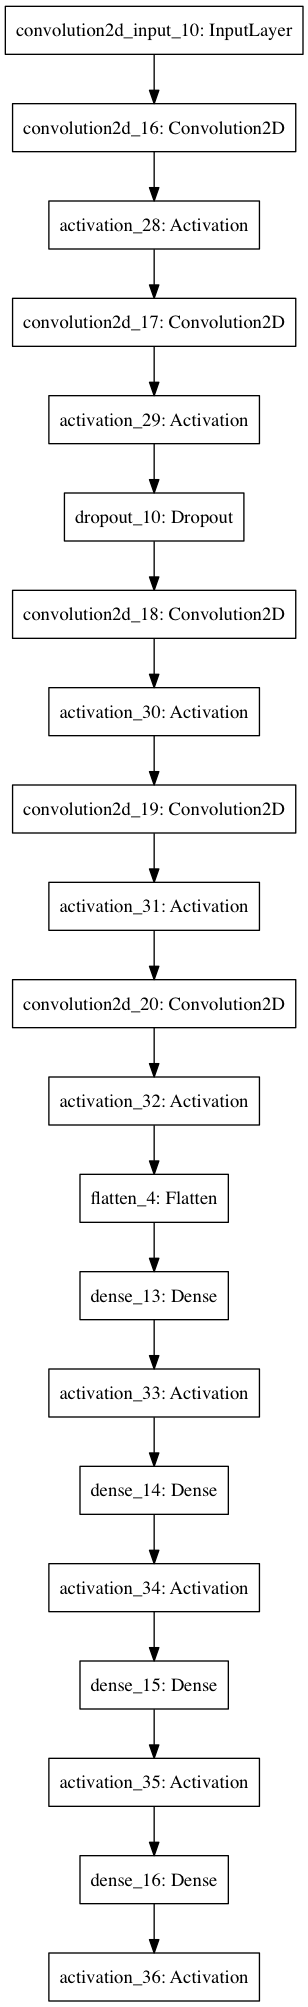 convolution2d_input_10: InputLayer
convolution2d_16: Convolution2D
activation_28: Activation
convolution2d_17: Convolution2D
activation_29: Activation
dropout_10: Dropout
convolution2d_18: Convolution2D
activation_30: Activation
convolution2d_19: Convolution2D
activation_31: Activation
convolution2d_20: Convolution2D
activation_32: Activation
flatten_4: Flatten
dense_13: Dense
activation_33: Activation
dense_14: Dense
activation_34: Activation
dense_15: Dense
activation_35: Activation
dense_16: Dense
activation_36: Activation